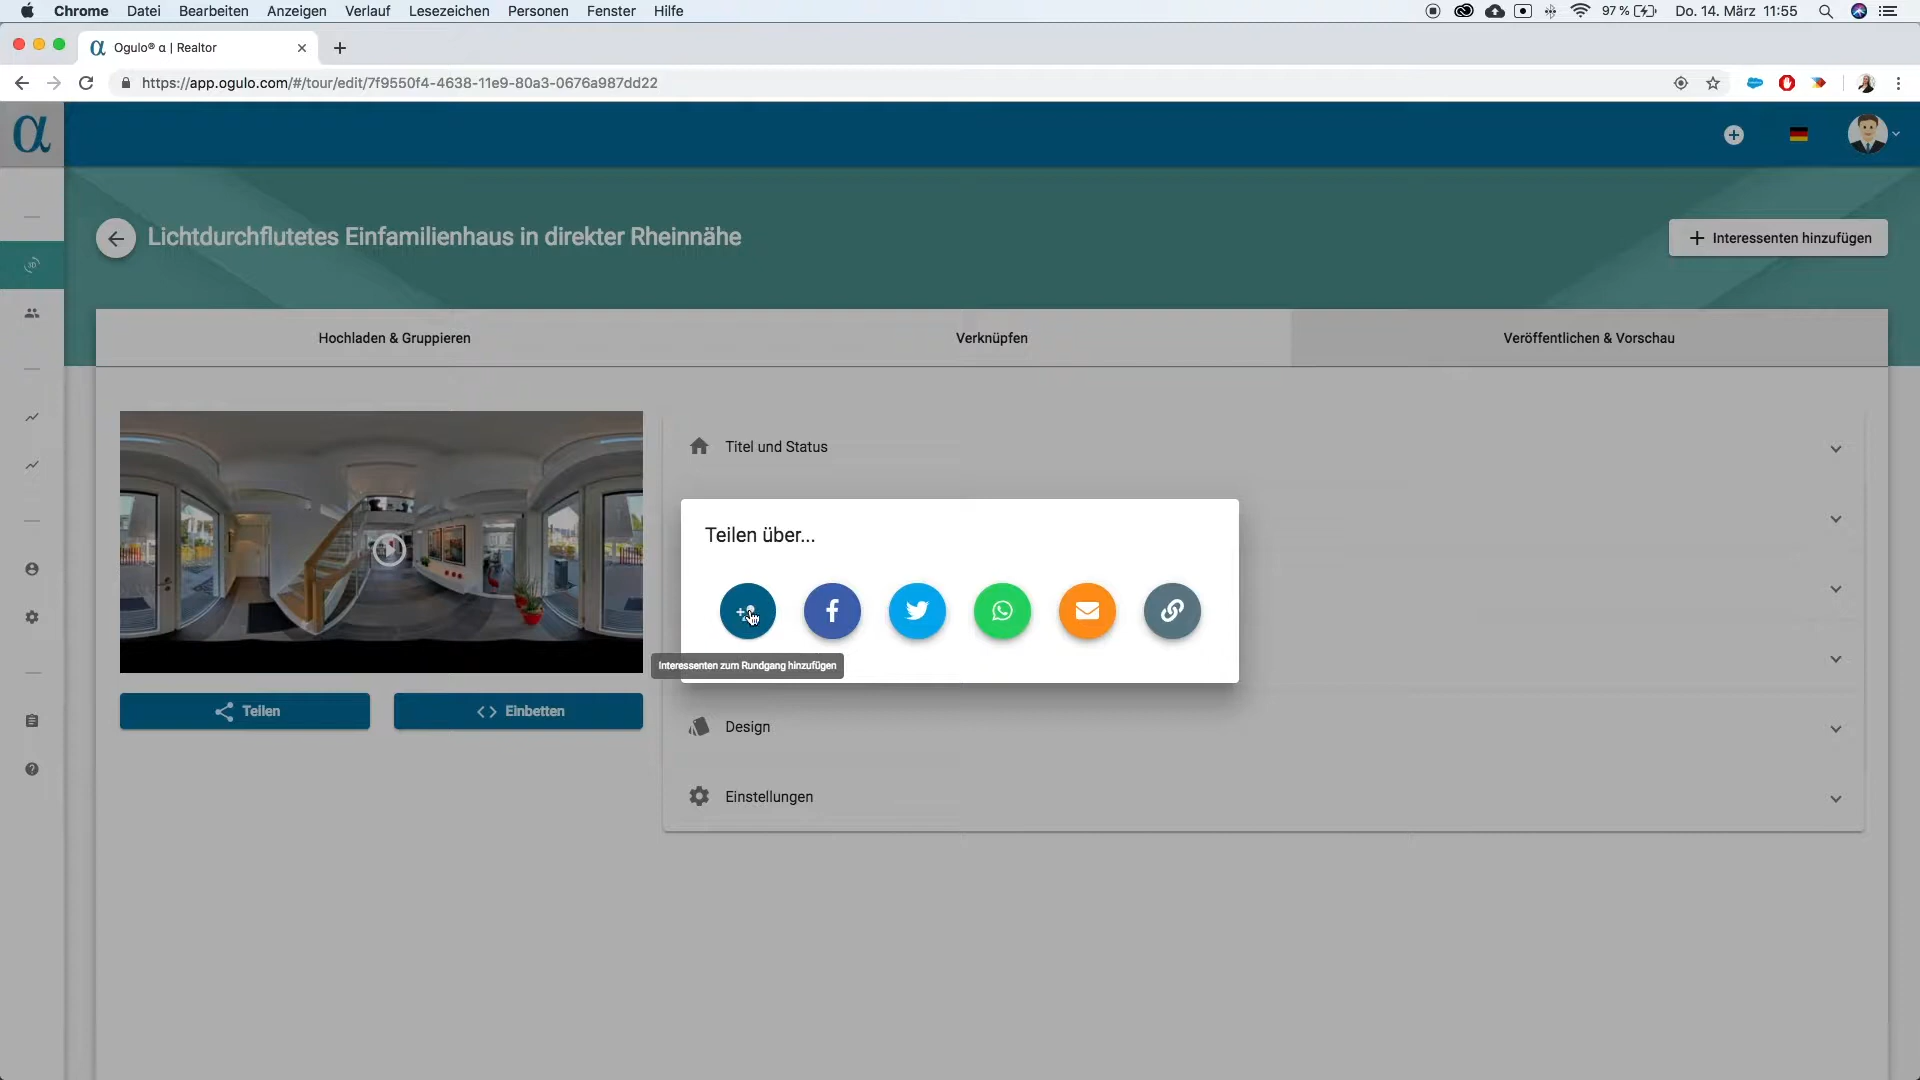 Chrome Datei Bearbeiten Anzeigen Verlauf Lesezeichen Personen Fenster Hilfe 97 % Do. 14. März 11:55
α Ogulo® α | Realtor
https://app.ogulo.com/#/tour/edit/7f9550f4-4638-11e9-80a3-0676a987dd22
α
Lichtdurchflutetes Einfamilienhaus in direkter Rheinnähe
Interessenten hinzufügen
Hochladen & Gruppieren Verknüpfen Veröffentlichen & Vorschau
3D
Titel und Status
Teilen über...
Interessenten zum Rundgang hinzufügen
Teilen
Einbetten
Design
Einstellungen